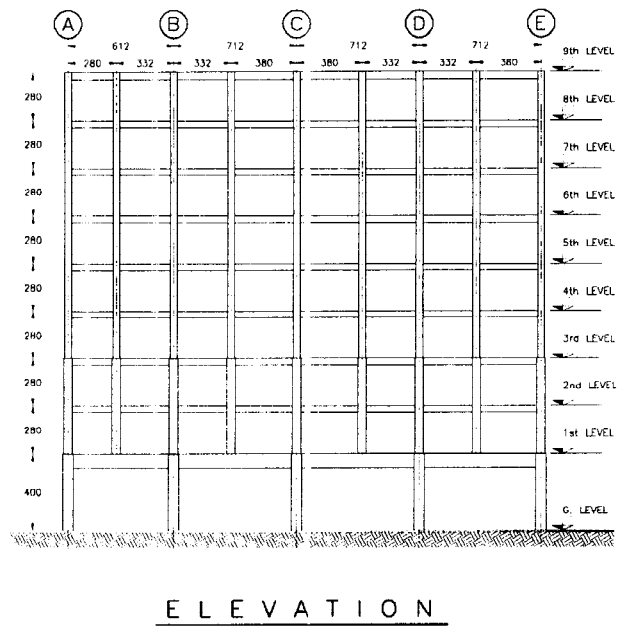 A B C D E
612 712 712 712
280 332 332 380 380 332 332 380
9th LEVEL
280
8th LEVEL
280
7th LEVEL
280
6th LEVEL
280
5th LEVEL
280
4th LEVEL
280
3rd LEVEL
280
2nd LEVEL
280
1st LEVEL
400
G. LEVEL
ELEVATION